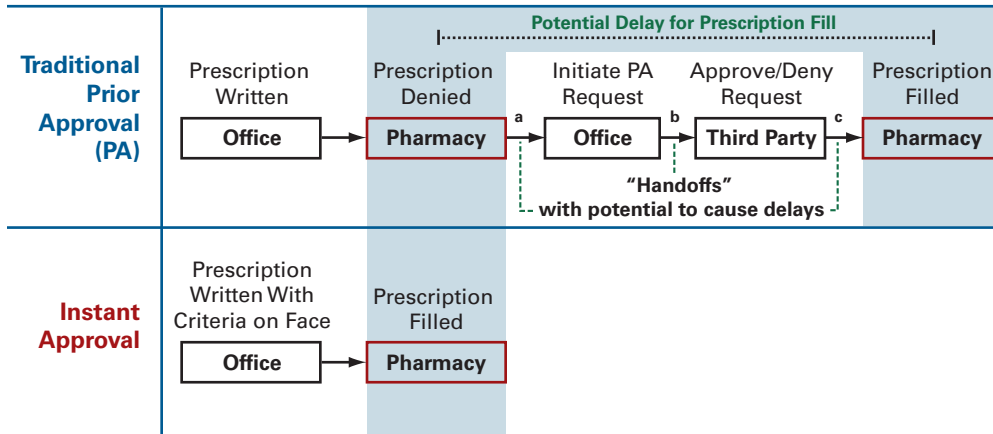 Potential Delay for Prescription Fill
Traditional
Prior
Approval
(PA)
Prescription
Written
Office
Prescription
Denied
Pharmacy
a
Initiate PA
Request
Office
b
Approve/Deny
Request
Third Party
c
Prescription
Filled
Pharmacy
“Handoffs”
with potential to cause delays
Instant
Approval
Prescription
Written With
Criteria on Face
Office
Prescription
Filled
Pharmacy